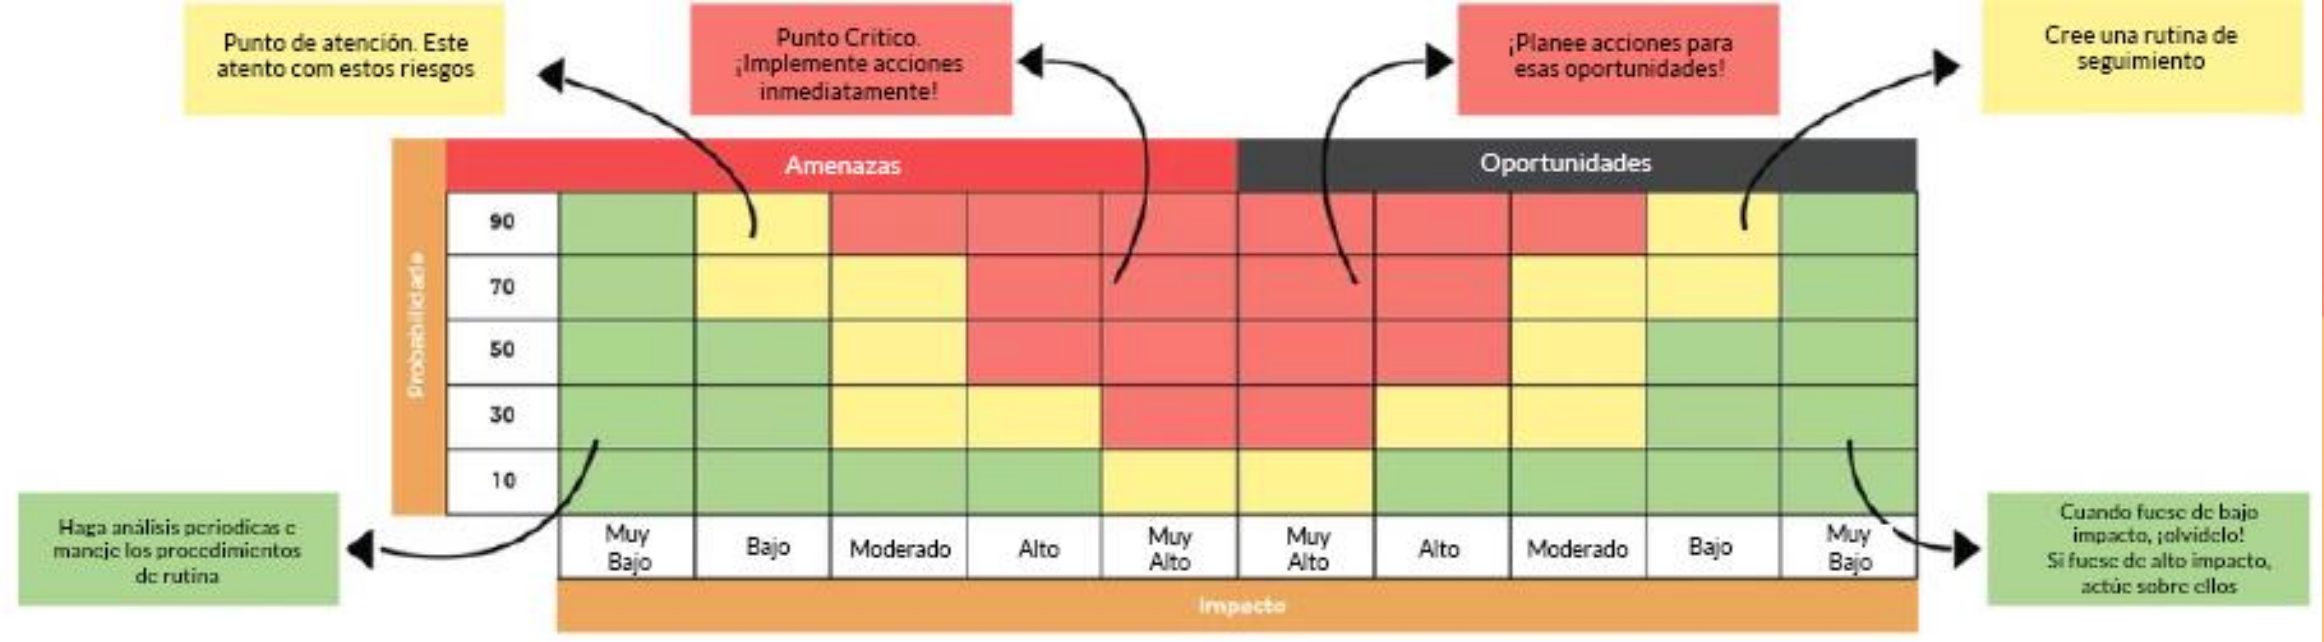 Punto de atención. Este
atento com estos riesgos
Punto Critico.
¡Implemente acciones
inmediatamente!
¡Planee acciones para
esas oportunidades!
Cree una rutina de
seguimiento
Amenazas
Oportunidades
Probabilidade
90
70
50
30
10
Haga análisis periodicas e
maneje los procedimientos
de rutina
Muy
Bajo
Bajo
Moderado
Alto
Muy
Alto
Muy
Alto
Alto
Moderado
Bajo
Muy
Bajo
Cuando fuese de bajo
impacto, ¡olvídelo!
Si fuese de alto impacto,
actúe sobre ellos
Impacto